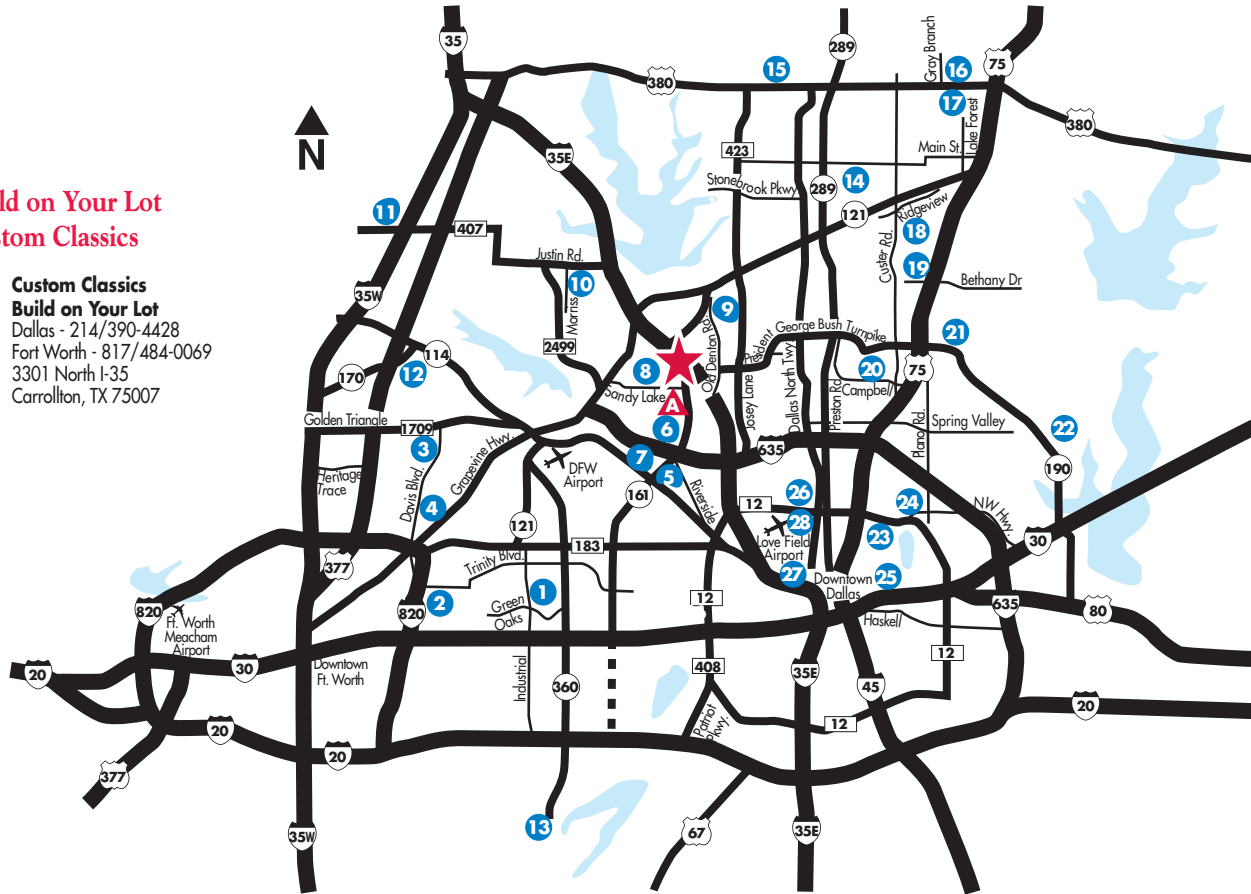 ld on Your Lot
stom Classics
Custom Classics
Build on Your Lot
Dallas - 214/390-4428
Fort Worth - 817/484-0069
3301 North I-35
Carrollton, TX 75007
N
35
289
Gray Branch
16
75
15
380
17
Lake Forest
380
35E
423
Main St.
Stonebrook Pkwy
289
14
121
Ridgeview
11
407
18
Custer Rd.
Justin Rd.
19
Bethany Dr
10
Morriss
35W
9
Old Denton Rd.
President George Bush Turnpike
21
2499
114
170
12
8
Sandy Lake
A
6
Josey Lane
Dallas North Twy.
Preston Rd.
20
Campbell
75
Golden Triangle
1709
3
Grapevine Hwy.
Spring Valley
Plano Rd.
22
635
190
Heritage
Trace
Davis Blvd.
4
DFW
Airport
7
5
161
Riverside
12
26
24
NW Hwy.
121
28
Love Field
Airport
23
30
183
377
Trinity Blvd.
27
Downtown
Dallas
25
820
Ft. Worth
Meacham
Airport
820
2
Green
Oaks
1
12
Haskell
635
80
20
30
Downtown
Ft. Worth
Industrial
360
408
35E
45
12
20
20
20
Patriot
Pkwy.
12
377
13
35W
67
35E